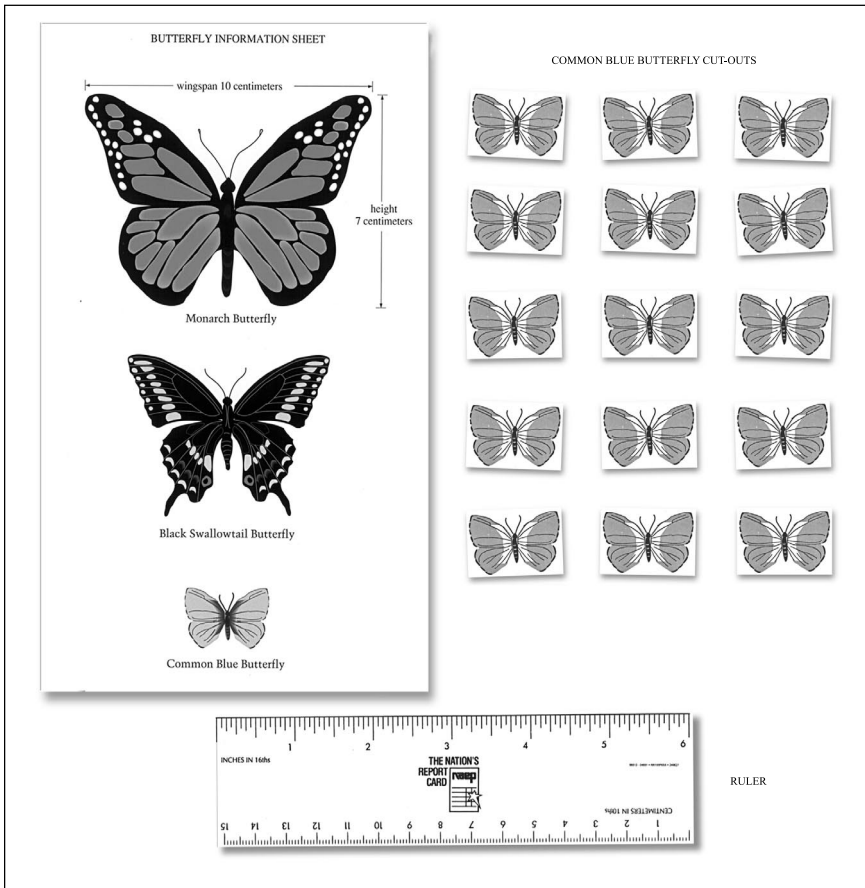 BUTTERFLY INFORMATION SHEET
wingspan 10 centimeters
height
7 centimeters
Monarch Butterfly
Black Swallowtail Butterfly
Common Blue Butterfly
COMMON BLUE BUTTERFLY CUT-OUTS
1 2 3 4 5 6
INCHES IN 16ths
THE NATION'S
REPORT
CARD
naep
CENTIMETERS IN 10ths
15 14 13 12 11 10 9 8 7 6 5 4 3 2 1
RULER